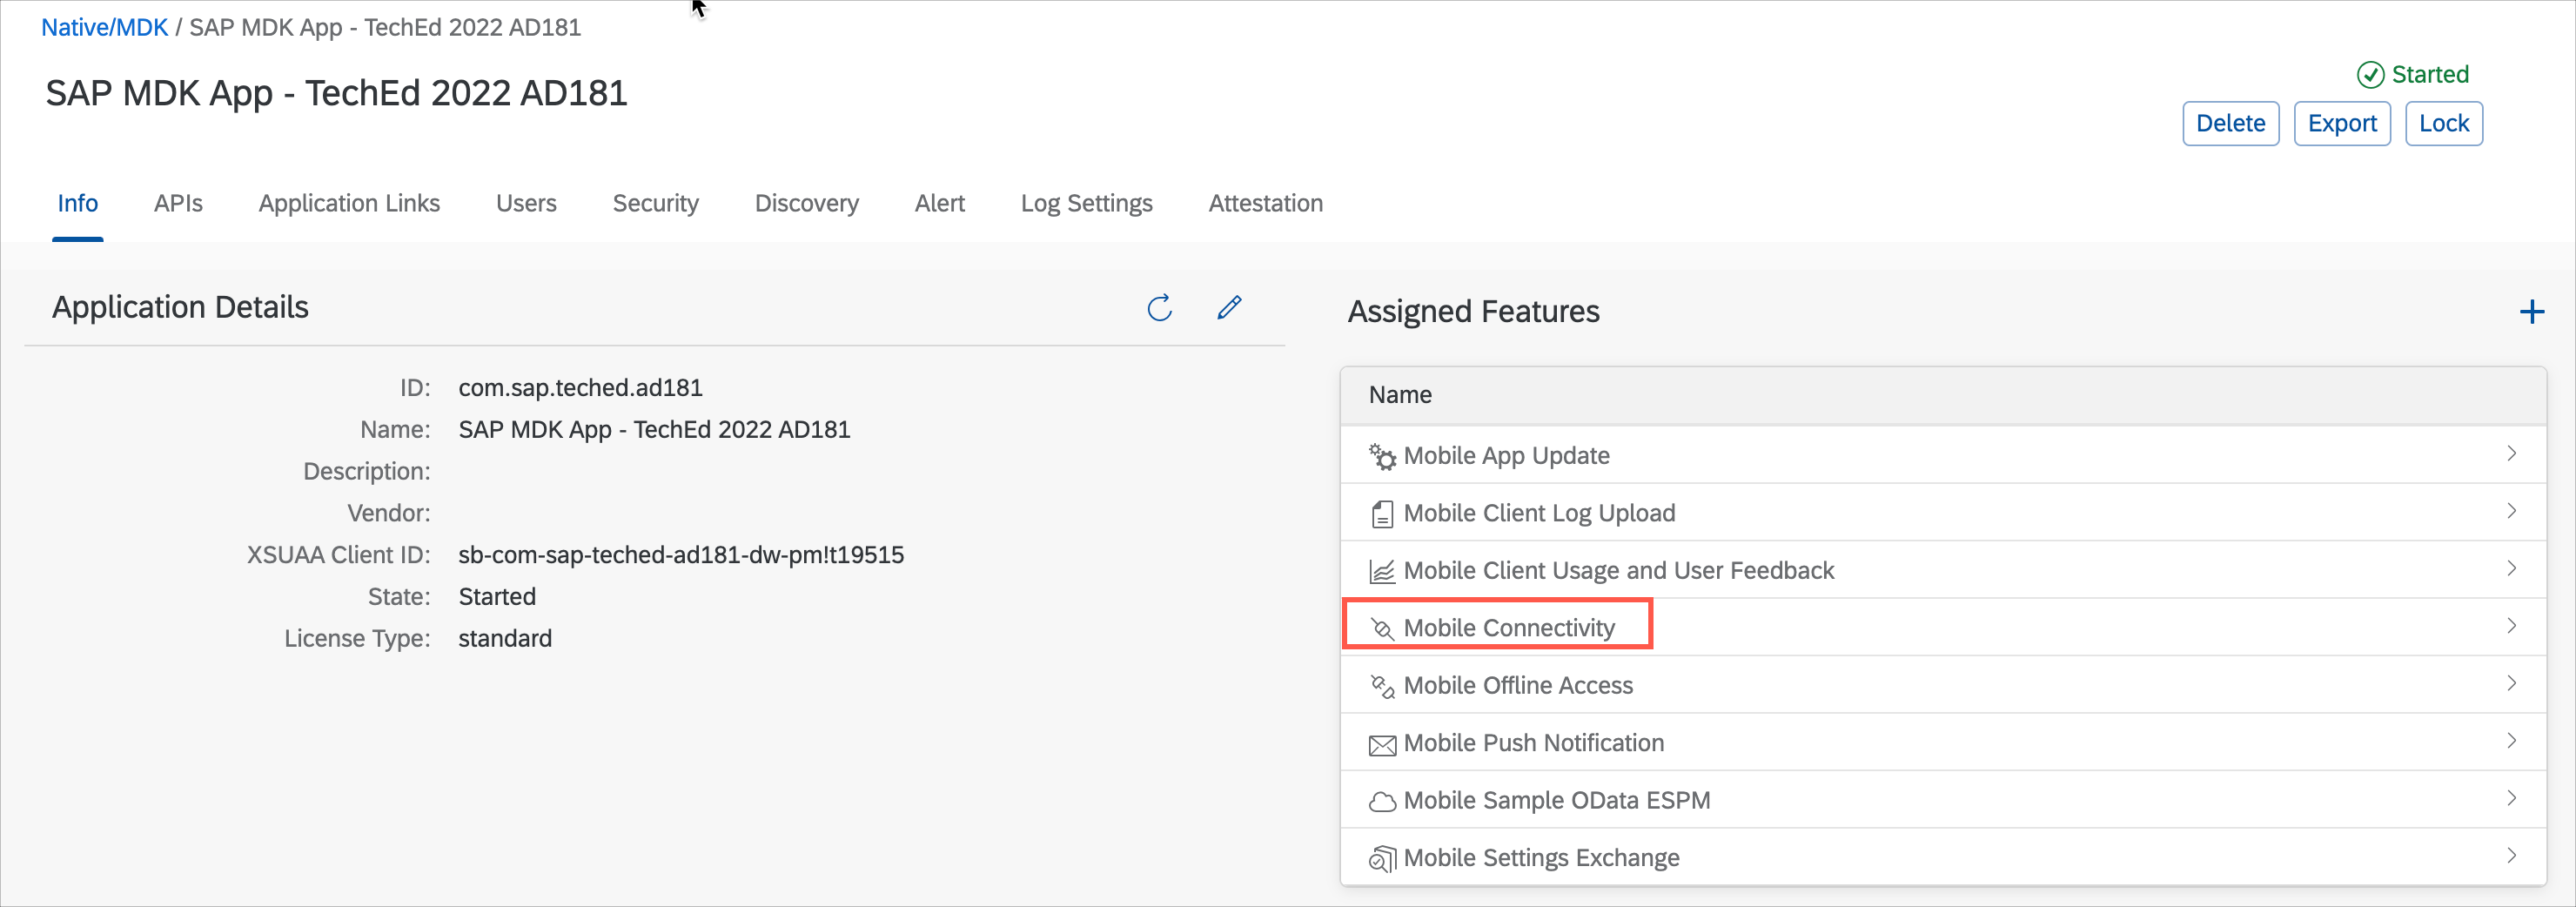 Native/MDK / SAP MDK App - TechEd 2022 AD181
SAP MDK App - TechEd 2022 AD181
Started
Delete Export Lock
Info APIs Application Links Users Security Discovery Alert Log Settings Attestation
Application Details
ID: com.sap.teched.ad181
Name: SAP MDK App - TechEd 2022 AD181
Description:
Vendor:
XSUAA Client ID: sb-com-sap-teched-ad181-dw-pm!t19515
State: Started
License Type: standard
Assigned Features
Name
Mobile App Update
Mobile Client Log Upload
Mobile Client Usage and User Feedback
Mobile Connectivity
Mobile Offline Access
Mobile Push Notification
Mobile Sample OData ESPM
Mobile Settings Exchange